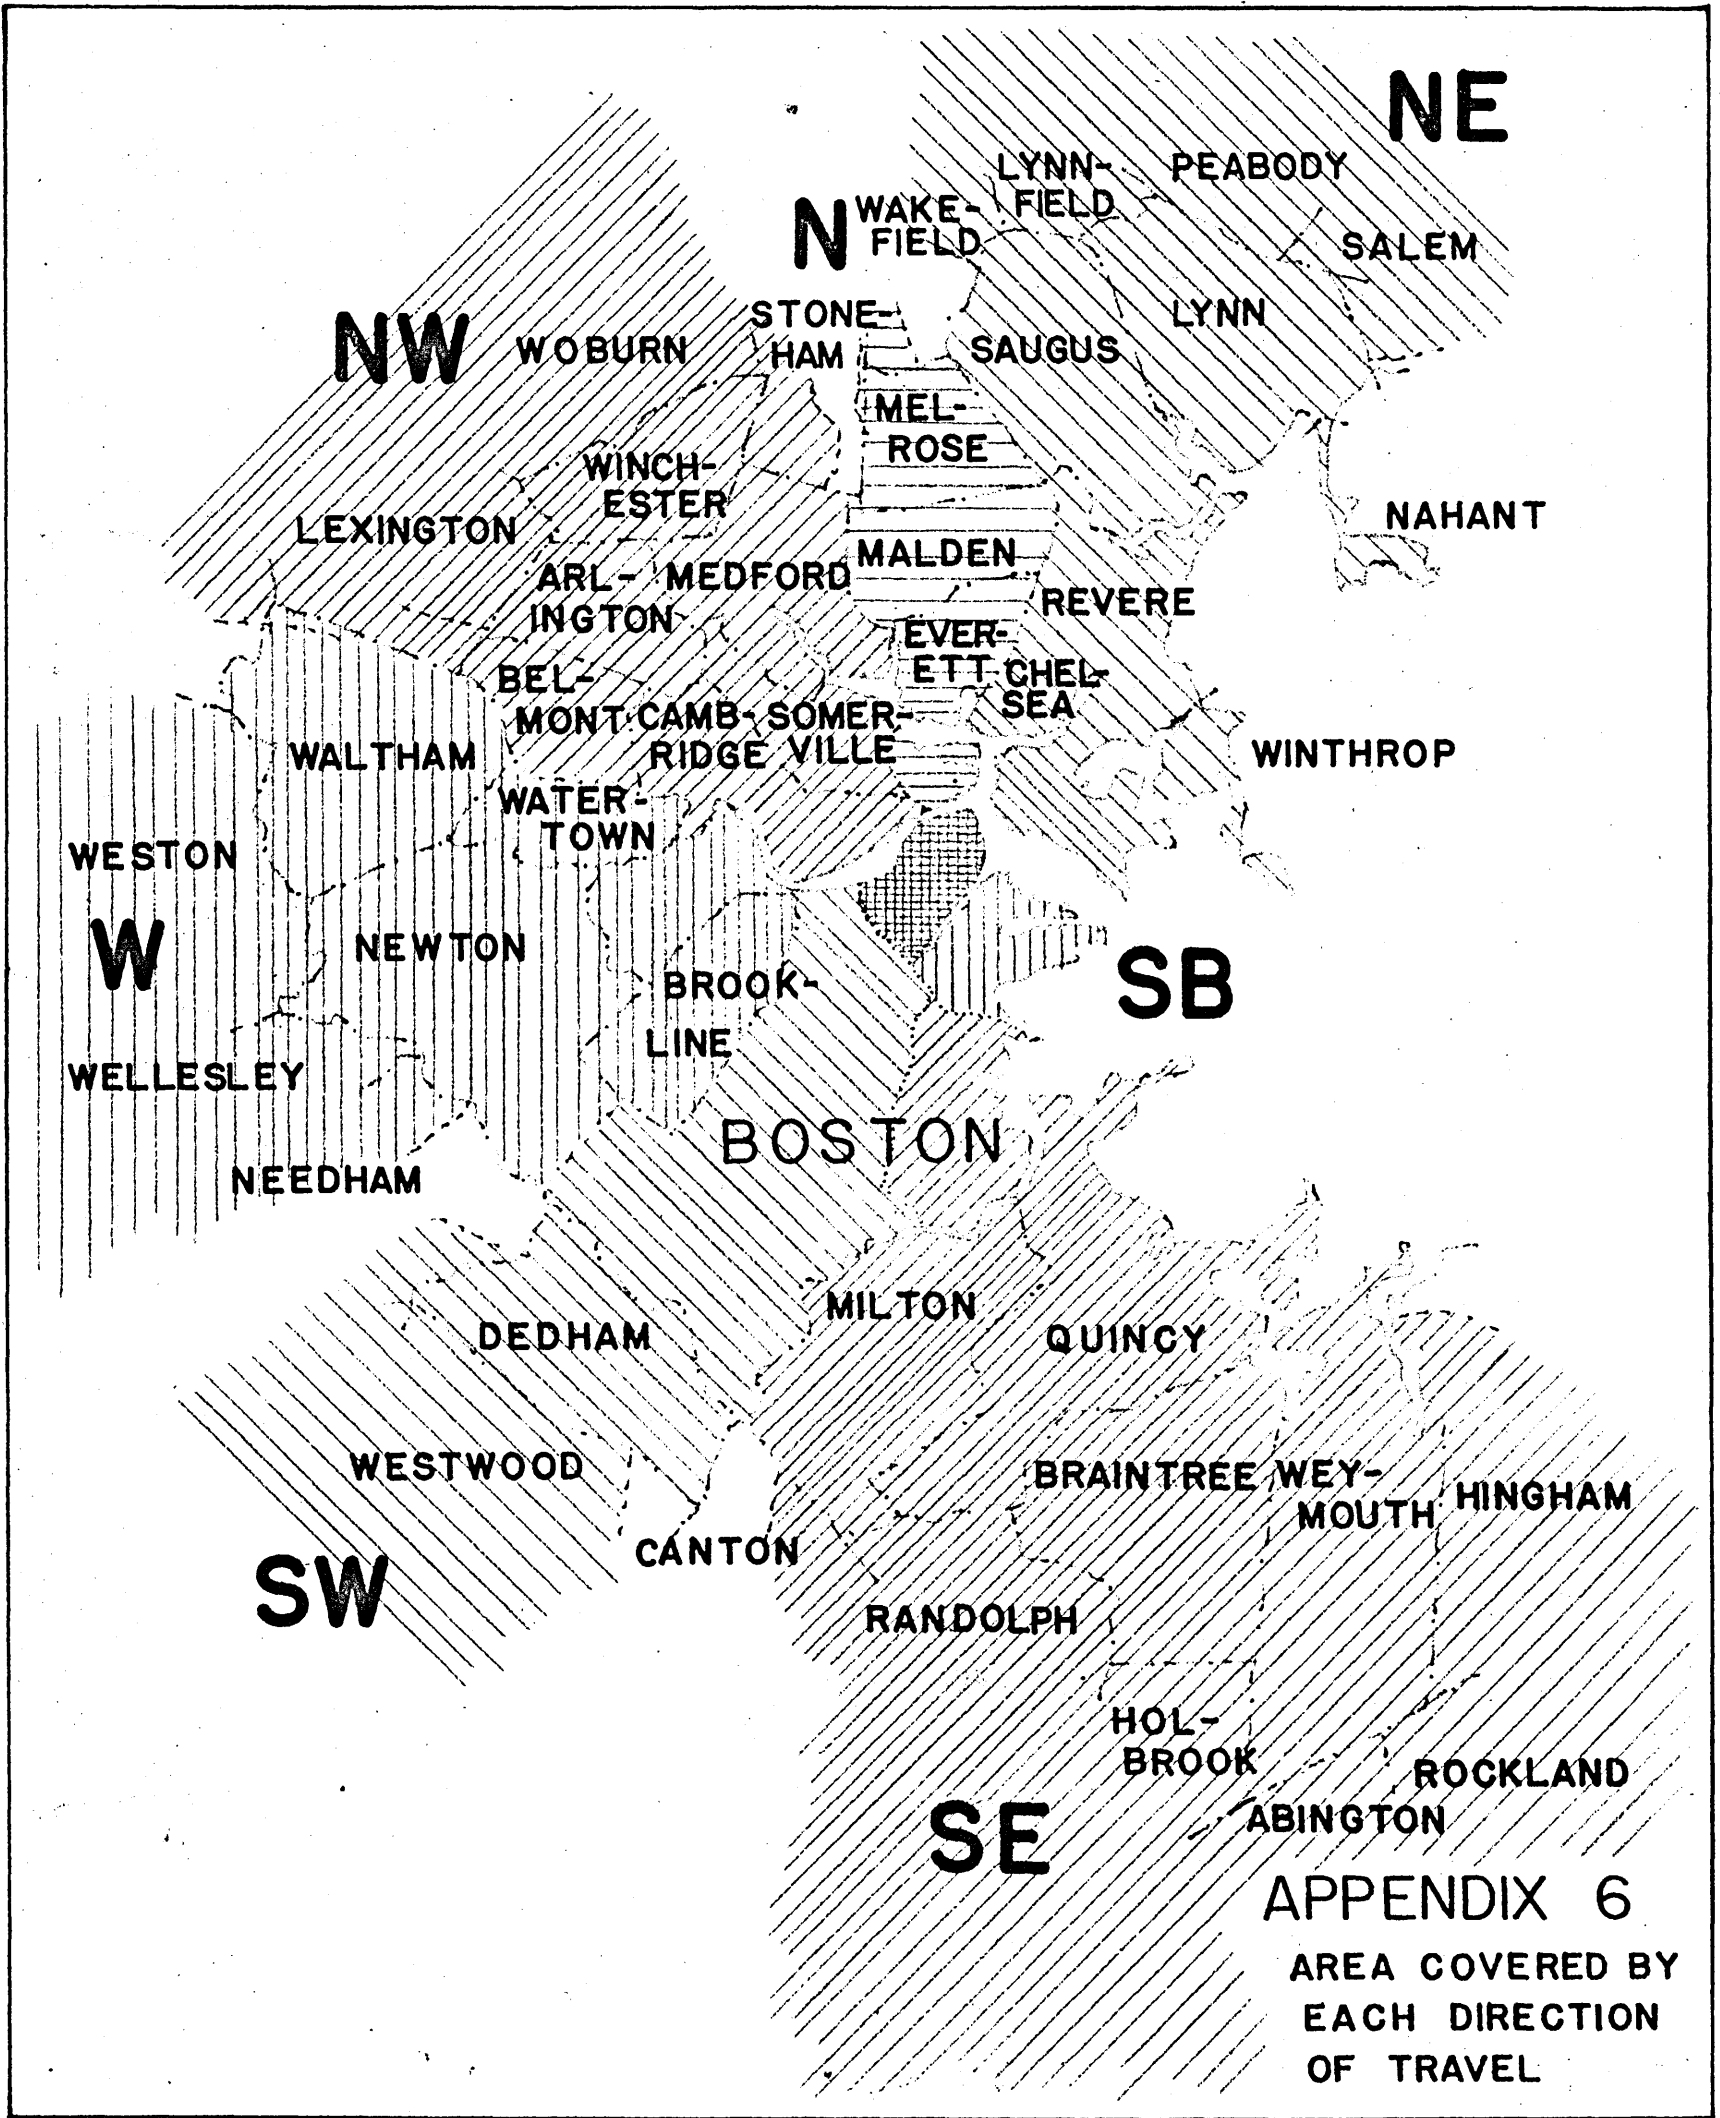 NE
LYNN-
FIELD
PEABODY
N
WAKE-
FIELD
SALEM
STONE-
HAM
LYNN
NW
WOBURN
SAUGUS
MEL-
ROSE
WINCH-
ESTER
LEXINGTON
NAHANT
MALDEN
ARL-
INGTON
MEDFORD
REVERE
EVER-
ETT
CHEL-
SEA
BEL-
MONT
CAMB-
RIDGE
SOMER-
VILLE
WALTHAM
WINTHROP
WATER-
TOWN
WESTON
W
NEWTON
BROOK-
LINE
SB
WELLESLEY
BOSTON
NEEDHAM
MILTON
DEDHAM
QUINCY
WESTWOOD
BRAINTREE
WEY-
MOUTH
HINGHAM
CANTON
SW
RANDOLPH
HOL-
BROOK
ROCKLAND
ABINGTON
SE
APPENDIX 6
AREA COVERED BY
EACH DIRECTION
OF TRAVEL